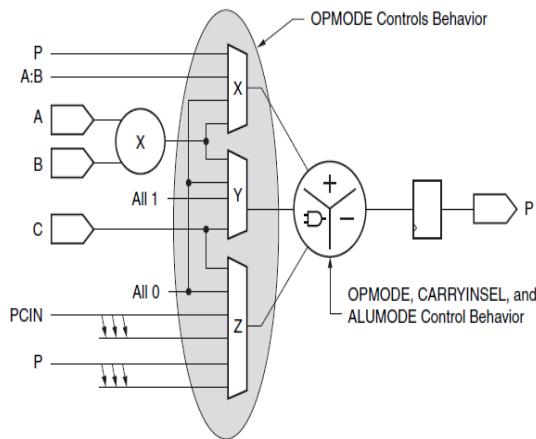 OPMODE Controls Behavior
P
A:B
A
X
X
B
All 1
Y
P
C
All 0
OPMODE, CARRYINSEL, and
ALUMODE Control Behavior
PCIN
Z
P